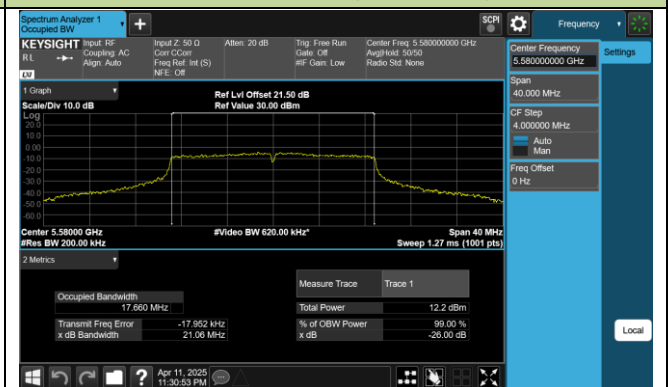 Spectrum Analyzer 1
Occupied BW
+
SCPI
Frequency
KEYSIGHT
Input: RF
Coupling: AC
Align: Auto
Input Z: 50 Ω
Corr CCorr
Freq Ref: Int (S)
NFE: Off
Atten: 20 dB
Trig: Free Run
Gate: Off
#IF Gain: Low
Center Freq: 5.580000000 GHz
Avg|Hold: 50/50
Radio Std: None
R L
LXI
1 Graph
Scale/Div 10.0 dB
Ref Lvl Offset 21.50 dB
Ref Value 30.00 dBm
Log
20.0
10.0
0.00
-10.0
-20.0
-30.0
-40.0
-50.0
-60.0
Center 5.58000 GHz
#Res BW 200.00 kHz
#Video BW 620.00 kHz*
Span 40 MHz
Sweep 1.27 ms (1001 pts)
2 Metrics
Measure Trace
Trace 1
Occupied Bandwidth
17.660 MHz
Total Power
12.2 dBm
Transmit Freq Error
-17.952 kHz
% of OBW Power
99.00 %
x dB Bandwidth
21.06 MHz
x dB
-26.00 dB
Center Frequency
5.580000000 GHz
Settings
Span
40.000 MHz
CF Step
4.000000 MHz
Auto
Man
Freq Offset
0 Hz
Local
?
Apr 11, 2025
11:30:53 PM